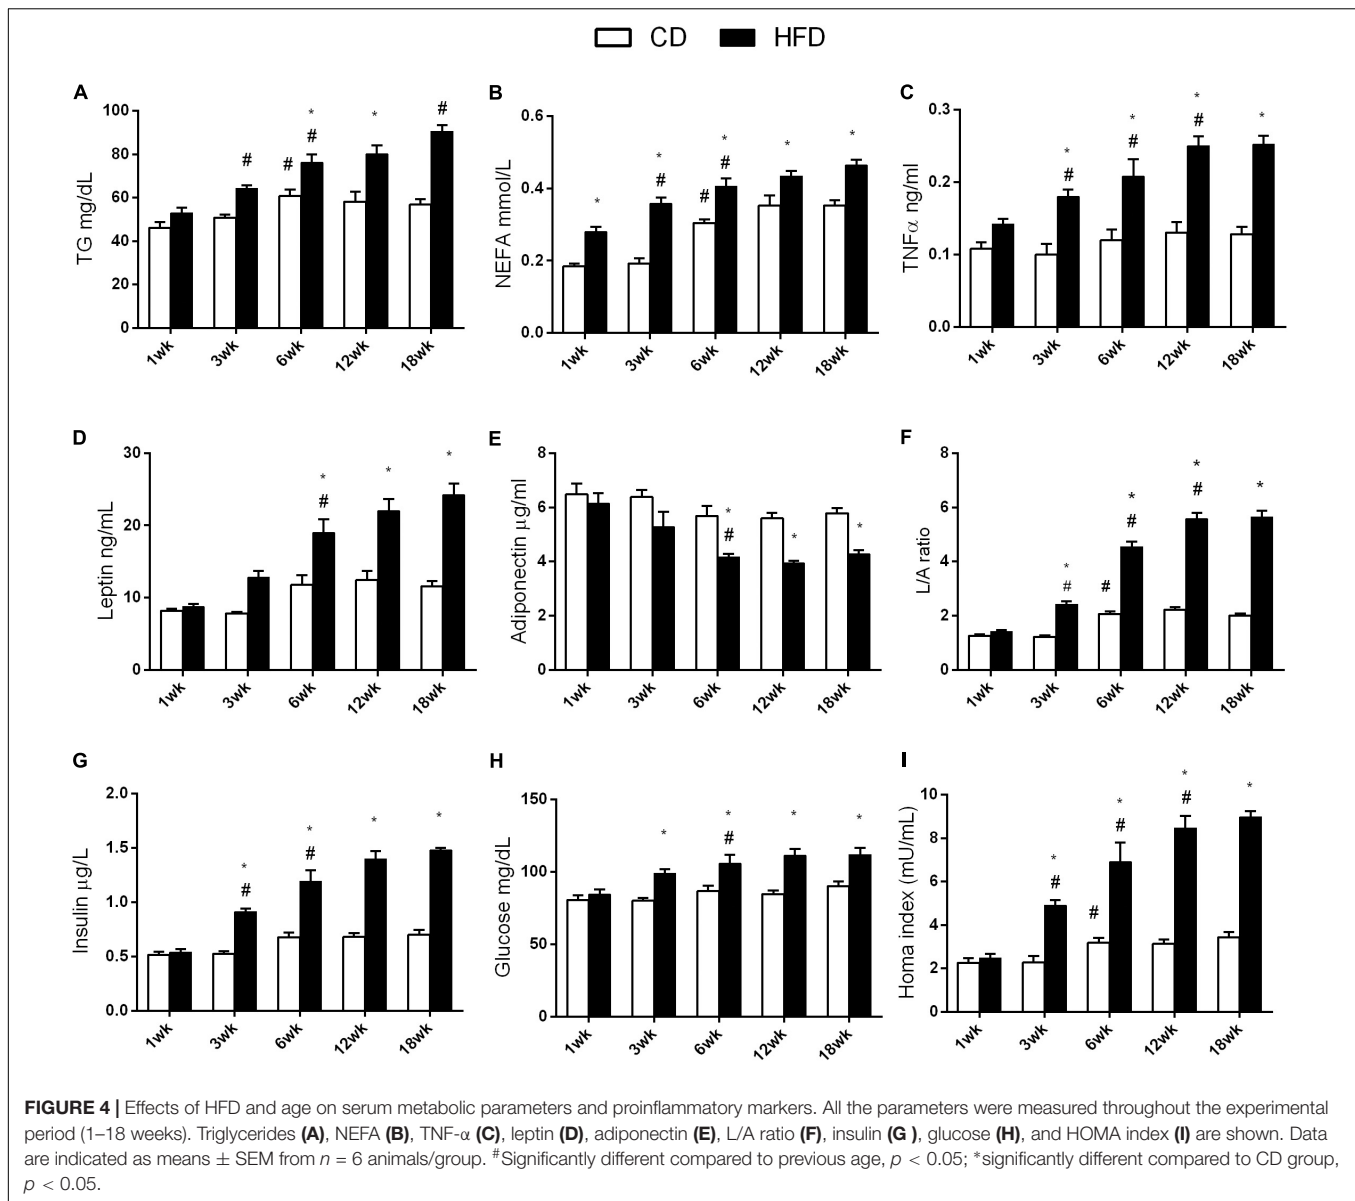 CD HFD
A
TG mg/dL
100
80
60
40
20
0
# # * # * #
1wk 3wk 6wk 12wk 18wk
B
NEFA mmol/L
0.6
0.4
0.2
0.0
* * # # * # * *
1wk 3wk 6wk 12wk 18wk
C
TNFα ng/ml
0.3
0.2
0.1
0.0
* # * # * # *
1wk 3wk 6wk 12wk 18wk
D
Leptin ng/mL
30
20
10
0
* # * *
1wk 3wk 6wk 12wk 18wk
E
Adiponectin µg/ml
8
6
4
2
0
* # * *
1wk 3wk 6wk 12wk 18wk
F
L/A ratio
8
6
4
2
0
* # # * # * # *
1wk 3wk 6wk 12wk 18wk
G
Insulin µg/L
2.0
1.5
1.0
0.5
0.0
* # * # * *
1wk 3wk 6wk 12wk 18wk
H
Glucose mg/dL
150
100
50
0
* * # * *
1wk 3wk 6wk 12wk 18wk
I
Homa index (mU/mL)
10
8
6
4
2
0
* # # * # * # *
1wk 3wk 6wk 12wk 18wk
FIGURE 4 | Effects of HFD and age on serum metabolic parameters and proinflammatory markers. All the parameters were measured throughout the experimental
period (1–18 weeks). Triglycerides (A), NEFA (B), TNF-α (C), leptin (D), adiponectin (E), L/A ratio (F), insulin (G ), glucose (H), and HOMA index (I) are shown. Data
are indicated as means ± SEM from n = 6 animals/group. #Significantly different compared to previous age, p < 0.05; *significantly different compared to CD group,
p < 0.05.